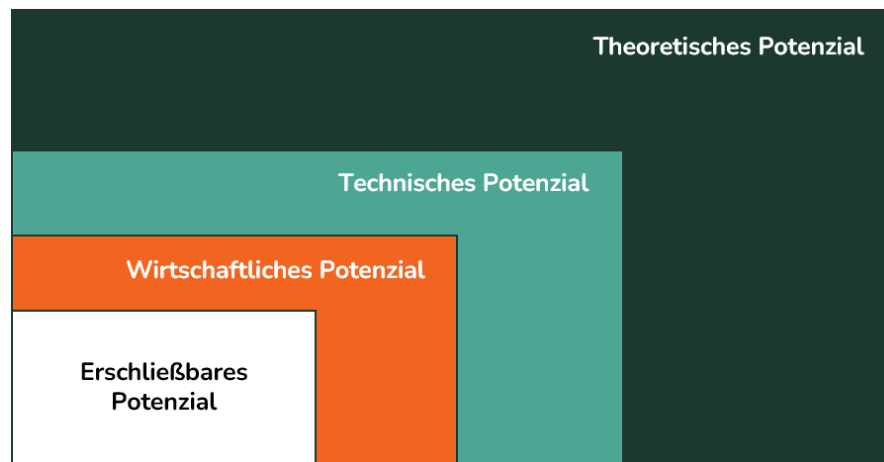 Theoretisches Potenzial
Technisches Potenzial
Wirtschaftliches Potenzial
Erschließbares
Potenzial